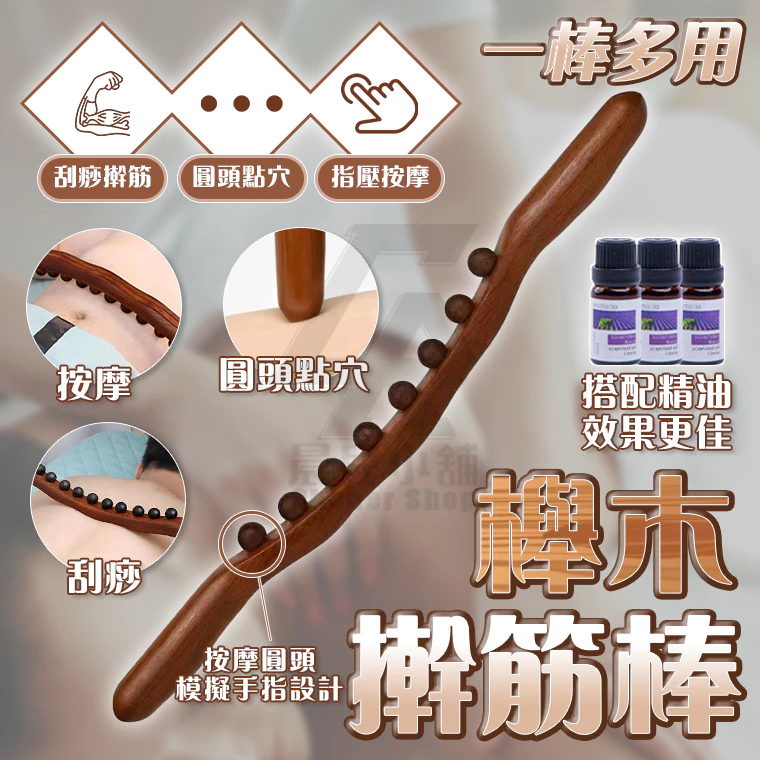 一棒多用
刮痧擀筋
圓頭點穴
指壓按摩
按摩
圓頭點穴
搭配精油
效果更佳
刮痧
櫸木
擀筋棒
按摩圓頭
模擬手指設計